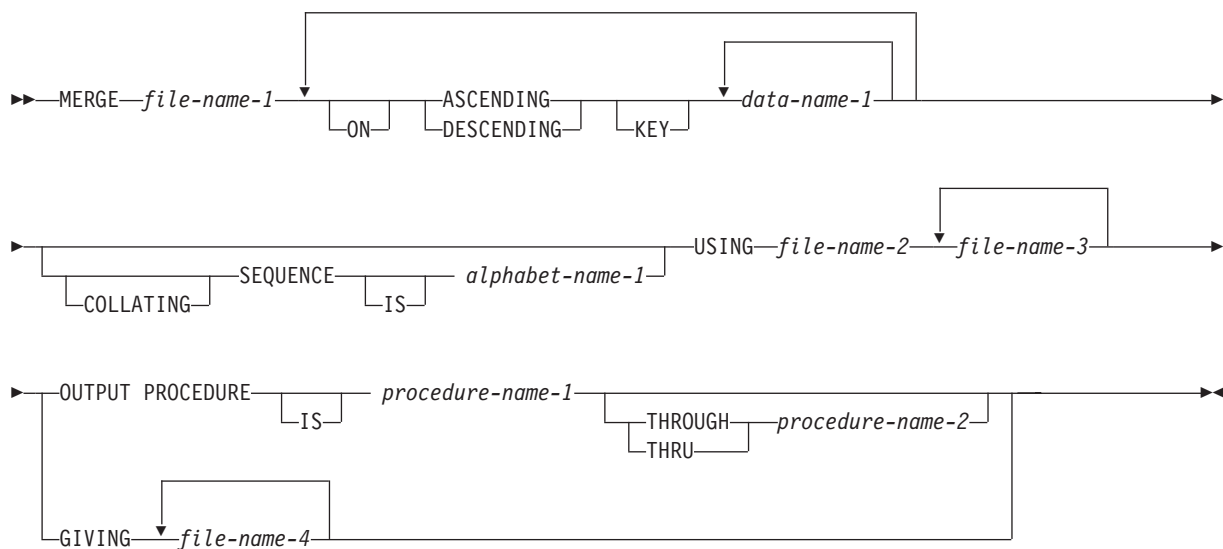 MERGE file-name-1 ASCENDING data-name-1
ON DESCENDING KEY
USING file-name-2 file-name-3
SEQUENCE alphabet-name-1
COLLATING IS
OUTPUT PROCEDURE procedure-name-1
IS THROUGH procedure-name-2
THRU
GIVING file-name-4